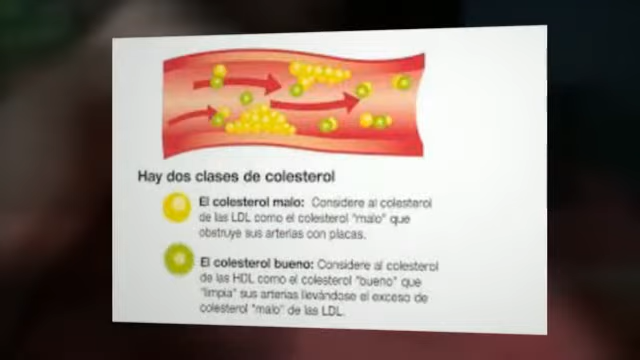 Hay dos clases de colesterol
El colesterol malo: Considere al colesterol
de las LDL como el colesterol "malo" que
obstruye sus arterias con placas.
El colesterol bueno: Considere al colesterol
de las HDL como el colesterol "bueno" que
"limpia" sus arterias llevándose el exceso de
colesterol "malo" de las LDL.